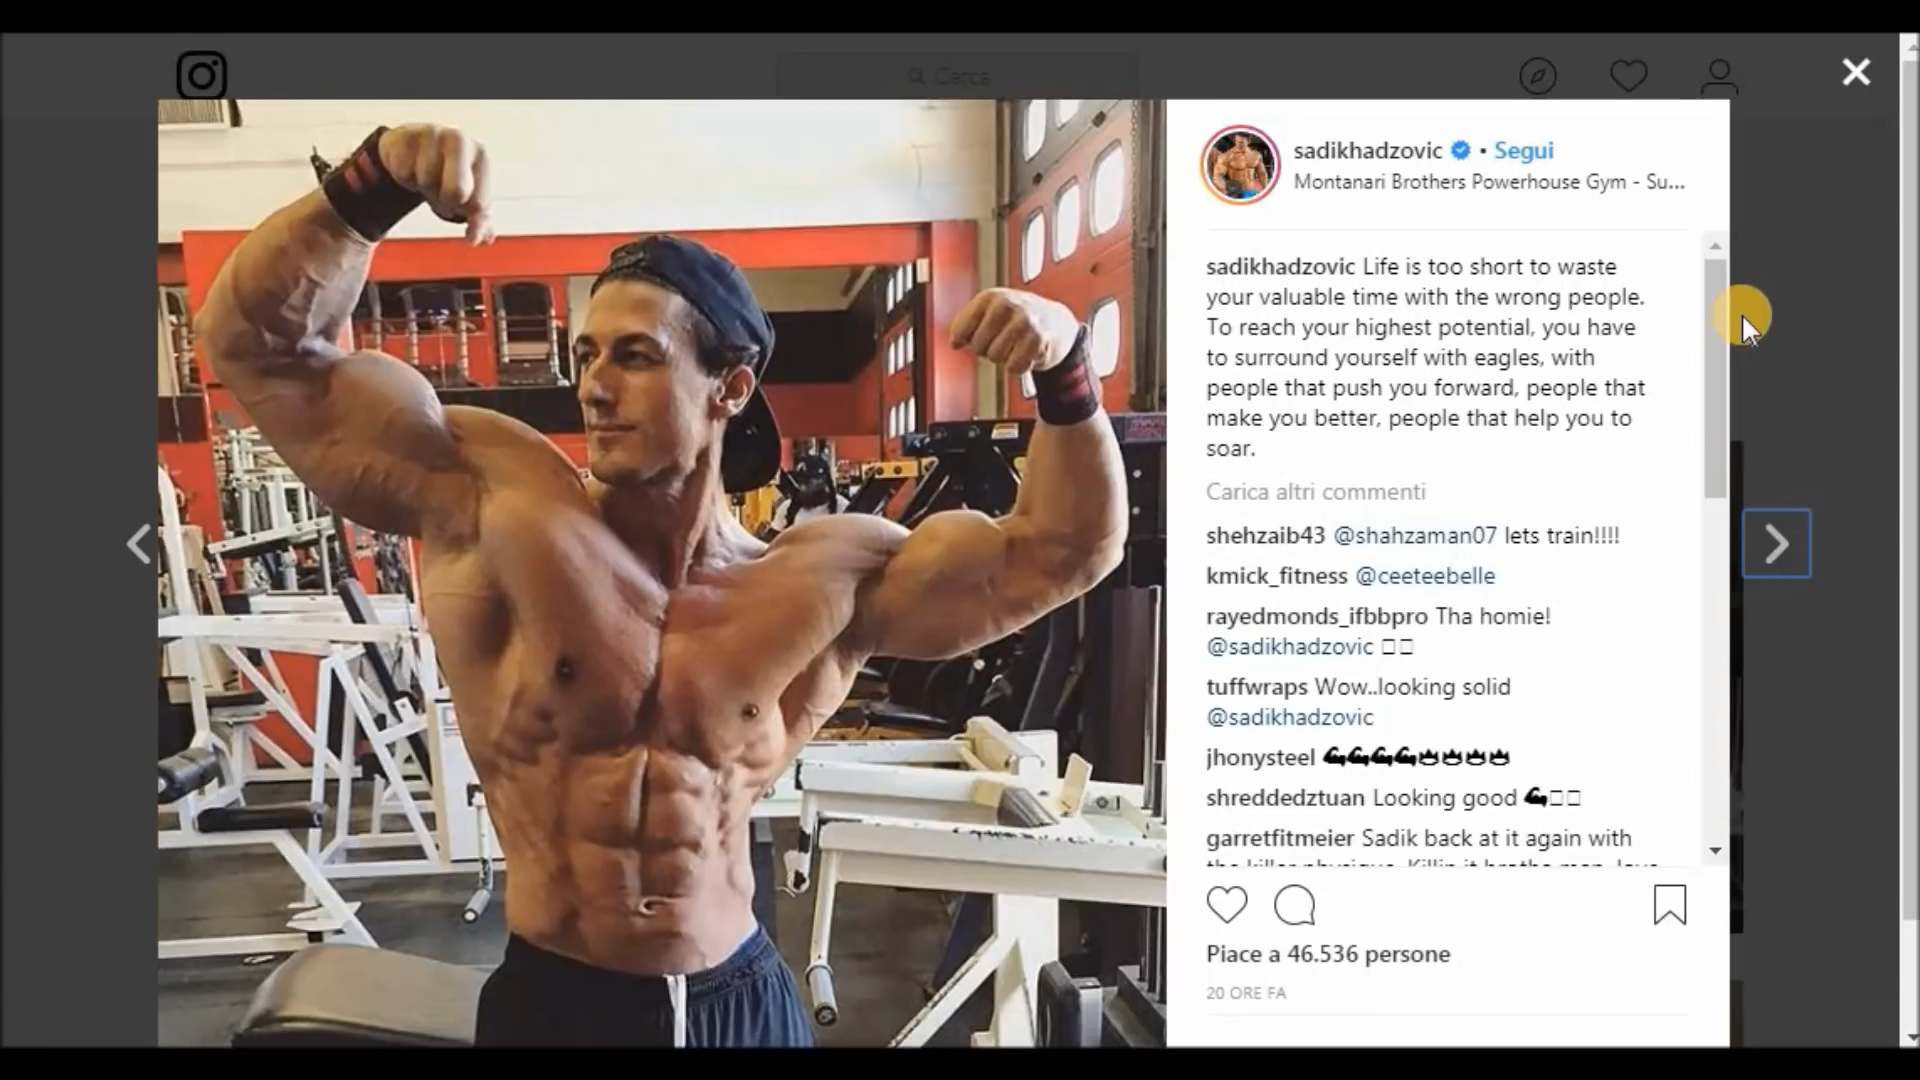 Cerca
sadikhadzovic • Segui
Montanari Brothers Powerhouse Gym - Su...
sadikhadzovic Life is too short to waste
your valuable time with the wrong people.
To reach your highest potential, you have
to surround yourself with eagles, with
people that push you forward, people that
make you better, people that help you to
soar.
Carica altri commenti
shehzaib43 @shahzaman07 lets train!!!!
kmick_fitness @ceeteebelle
rayedmonds_ifbbpro Tha homie!
@sadikhadzovic
tuffwraps Wow..looking solid
@sadikhadzovic
jhonysteel
shreddedztuan Looking good
garretfitmeier Sadik back at it again with
Piace a 46.536 persone
20 ORE FA